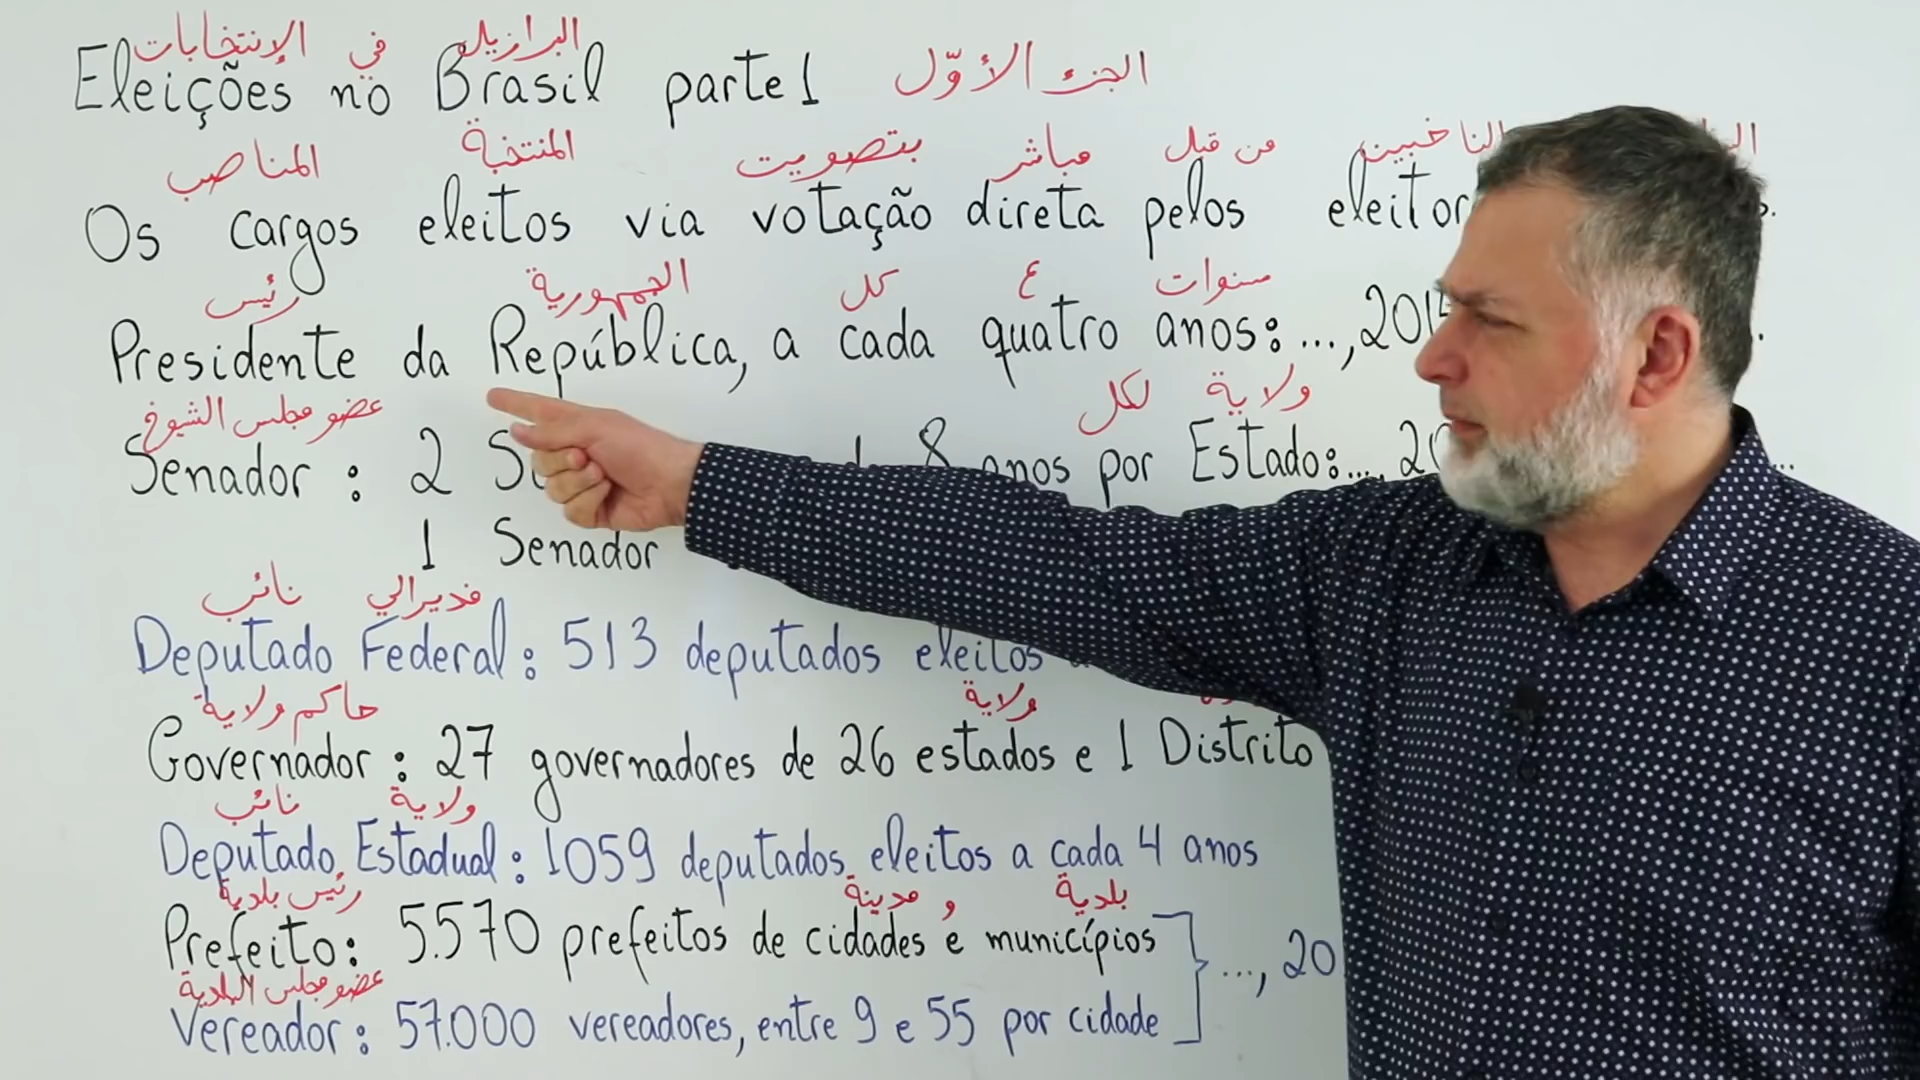 الإنتخابات في البرازيل
Eleições no Brasil parte 1 الجزء الأوّل
المناصب المنتخبة بتصويت مباشر من قبل الناخبين
Os cargos eleitos via votação direta pelos
رئيس الجمهورية كل ٤ سنوات
Presidente da República, a cada quatro anos: ...,
عضو مجلس الشيوخ لكل ولاية
Senador : 2 8 anos por Estado: ...,
1 Senador
نائب فديرالي
Deputado Federal : 513 deputados eleitos
حاكم ولاية ولاية
Governador : 27 governadores de 26 estados e 1 Distrito
نائب ولاية
Deputado Estadual : 1059 deputados eleitos a cada 4 anos
رئيس بلدية مدينة و بلدية
Prefeito: 5.570 prefeitos de cidades e municípios
عضو مجلس البلدية ..., 20
Vereador : 57.000 vereadores, entre 9 e 55 por cidade